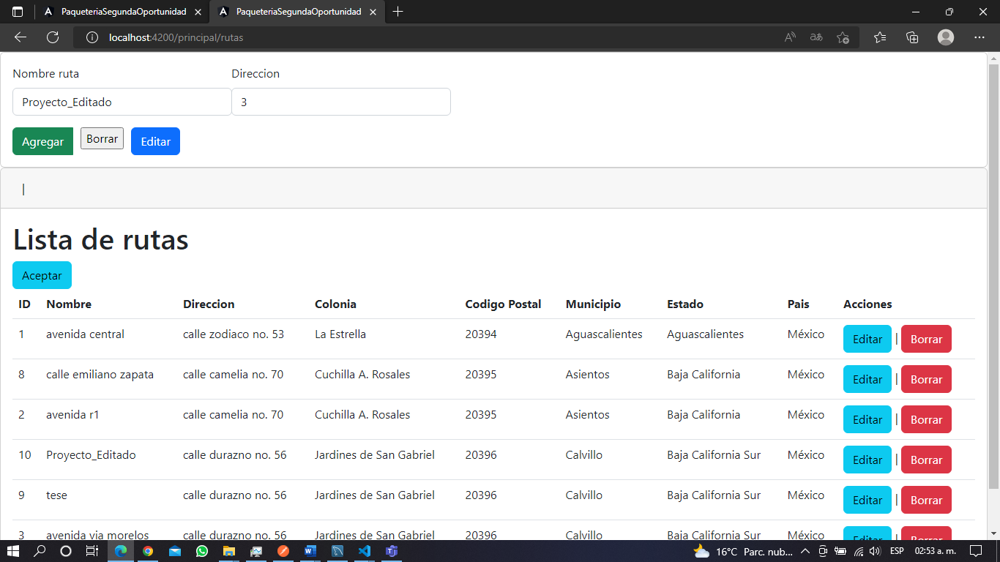 PaqueteriaSegundaOportunidad PaqueteriaSegundaOportunidad
localhost:4200/principal/rutas
Nombre ruta Direccion
Proyecto_Editado 3
Agregar Borrar Editar
|
Lista de rutas
Aceptar
ID Nombre Direccion Colonia Codigo Postal Municipio Estado Pais Acciones
1 avenida central calle zodiaco no. 53 La Estrella 20394 Aguascalientes Aguascalientes México Editar | Borrar
8 calle emiliano zapata calle camelia no. 70 Cuchilla A. Rosales 20395 Asientos Baja California México Editar | Borrar
2 avenida r1 calle camelia no. 70 Cuchilla A. Rosales 20395 Asientos Baja California México Editar | Borrar
10 Proyecto_Editado calle durazno no. 56 Jardines de San Gabriel 20396 Calvillo Baja California Sur México Editar | Borrar
9 tese calle durazno no. 56 Jardines de San Gabriel 20396 Calvillo Baja California Sur México Editar | Borrar
3 avenida via morelos calle durazno no. 56 Jardines de San Gabriel 20396 Calvillo Baja California Sur México Editar | Borrar
16°C Parc. nub... ESP 02:53 a. m.